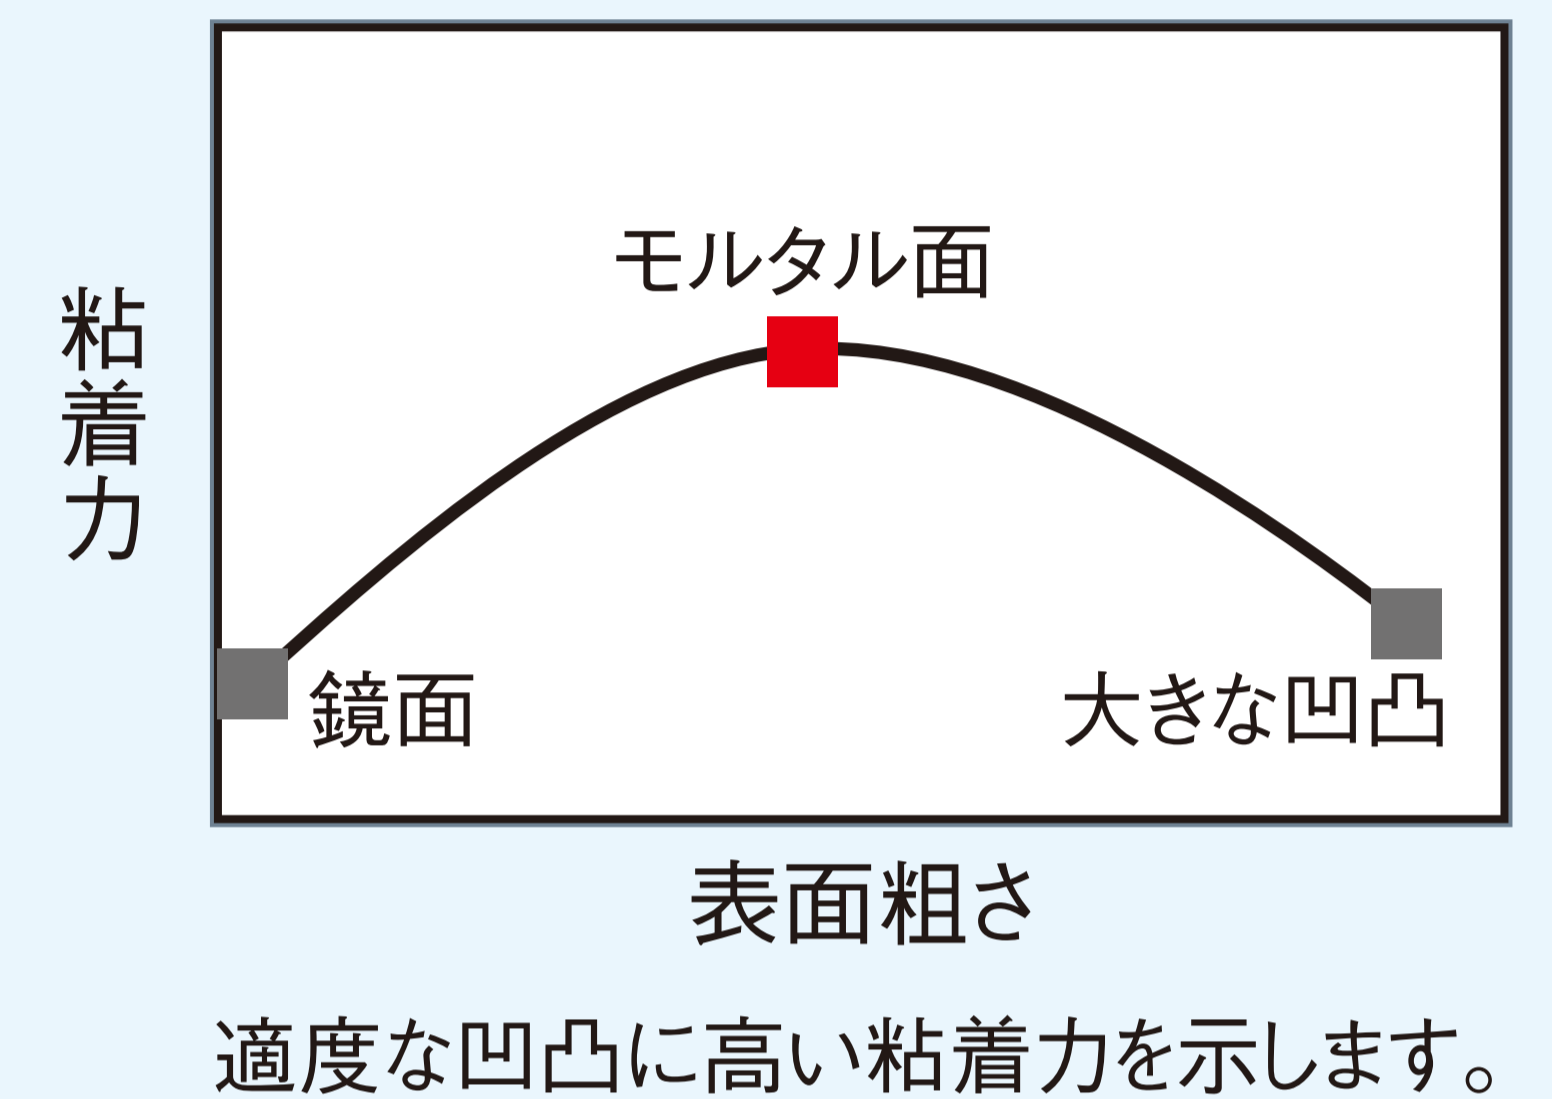 モルタル面
粘着力
鏡面
大きな凹凸
表面粗さ
適度な凹凸に高い粘着力を示します。